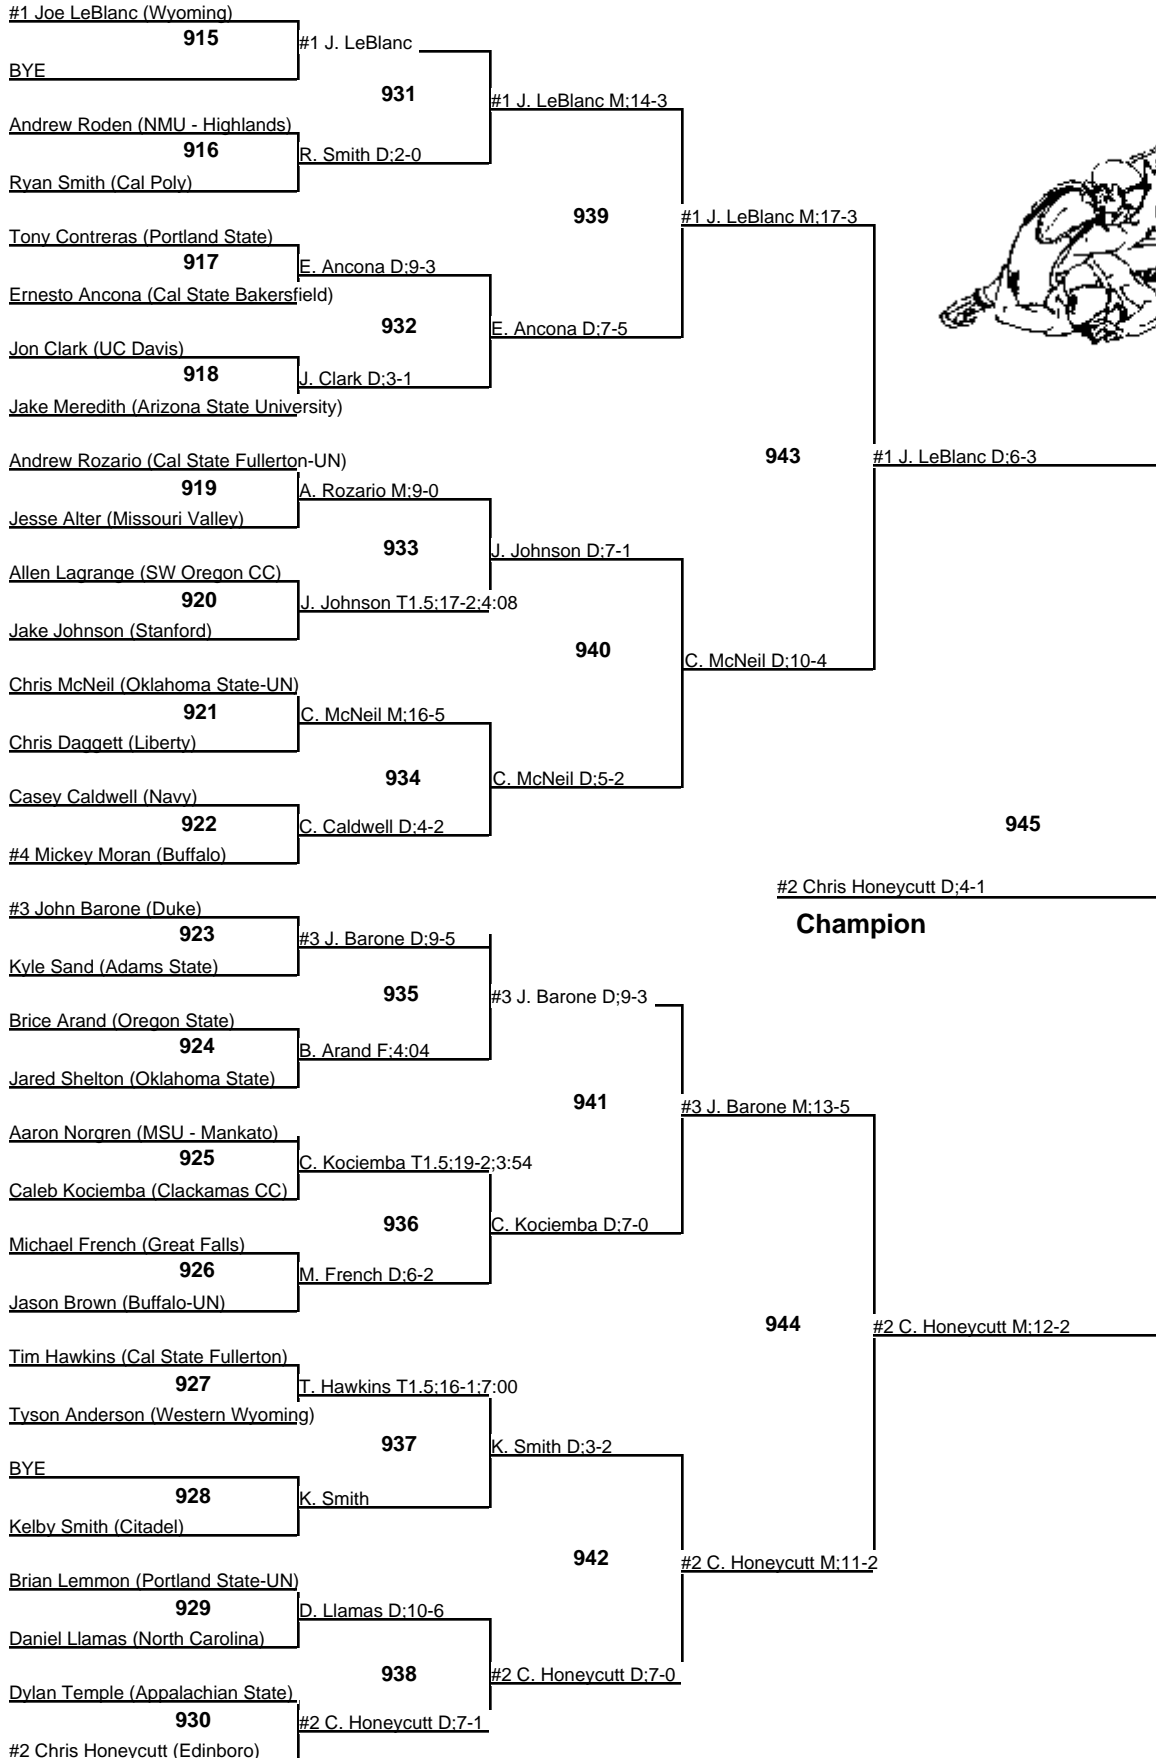 #1 Joe LeBlanc (Wyoming)
915
#1 J. LeBlanc
BYE
931
#1 J. LeBlanc M;14-3
Andrew Roden (NMU - Highlands)
916
R. Smith D;2-0
Ryan Smith (Cal Poly)
939
#1 J. LeBlanc M;17-3
Tony Contreras (Portland State)
917
E. Ancona D;9-3
Ernesto Ancona (Cal State Bakersfield)
932
E. Ancona D;7-5
Jon Clark (UC Davis)
918
J. Clark D;3-1
Jake Meredith (Arizona State University)
943
#1 J. LeBlanc D;6-3
Andrew Rozario (Cal State Fullerton-UN)
919
A. Rozario M;9-0
Jesse Alter (Missouri Valley)
933
J. Johnson D;7-1
Allen Lagrange (SW Oregon CC)
920
J. Johnson T1.5;17-2;4:08
Jake Johnson (Stanford)
940
C. McNeil D;10-4
Chris McNeil (Oklahoma State-UN)
921
C. McNeil M;16-5
Chris Daggett (Liberty)
934
C. McNeil D;5-2
Casey Caldwell (Navy)
922
C. Caldwell D;4-2
#4 Mickey Moran (Buffalo)
945
#2 Chris Honeycutt D;4-1
Champion
#3 John Barone (Duke)
923
#3 J. Barone D;9-5
Kyle Sand (Adams State)
935
#3 J. Barone D;9-3
Brice Arand (Oregon State)
924
B. Arand F;4:04
Jared Shelton (Oklahoma State)
941
#3 J. Barone M;13-5
Aaron Norgren (MSU - Mankato)
925
C. Kociemba T1.5;19-2;3:54
Caleb Kociemba (Clackamas CC)
936
C. Kociemba D;7-0
Michael French (Great Falls)
926
M. French D;6-2
Jason Brown (Buffalo-UN)
944
#2 C. Honeycutt M;12-2
Tim Hawkins (Cal State Fullerton)
927
T. Hawkins T1.5;16-1;7:00
Tyson Anderson (Western Wyoming)
937
K. Smith D;3-2
BYE
928
K. Smith
Kelby Smith (Citadel)
942
#2 C. Honeycutt M;11-2
Brian Lemmon (Portland State-UN)
929
D. Llamas D;10-6
Daniel Llamas (North Carolina)
938
#2 C. Honeycutt D;7-0
Dylan Temple (Appalachian State)
930
#2 C. Honeycutt D;7-1
#2 Chris Honeycutt (Edinboro)